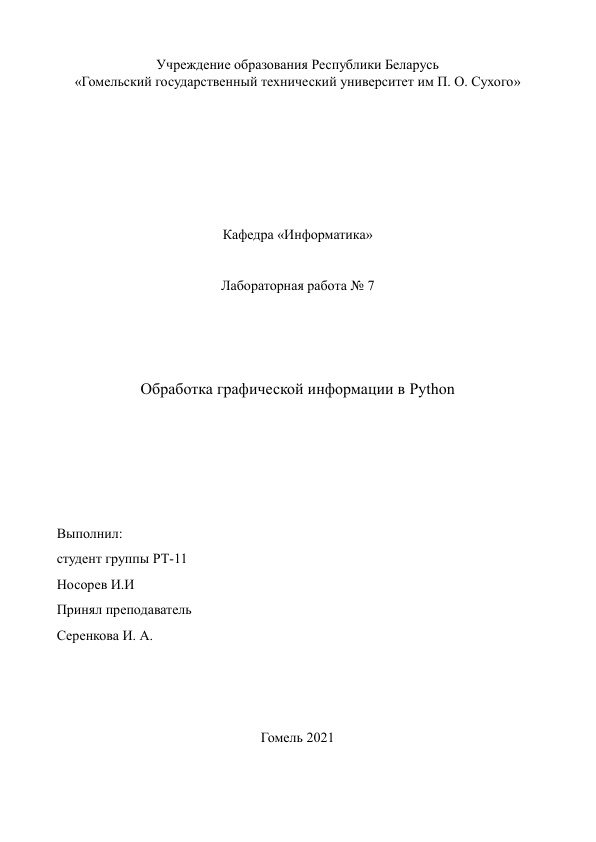 Учреждение образования Республики Беларусь
«Гомельский государственный технический университет им П. О. Сухого»
Кафедра «Информатика»
Лабораторная работа № 7
Обработка графической информации в Python
Выполнил:
студент группы РТ-11
Носорев И.И
Принял преподаватель
Серенкова И. А.
Гомель 2021